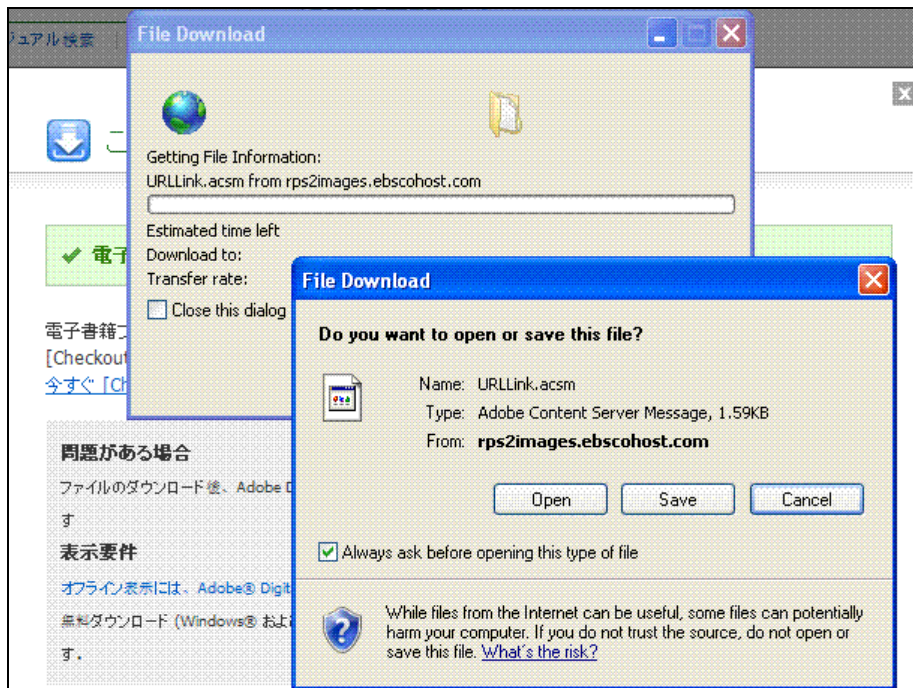 ジュアル検索
File Download
こ
Getting File Information:
URLLink.acsm from rps2images.ebscohost.com
Estimated time left
Download to:
Transfer rate:
Close this dialog
電子
電子書籍
[Checkout
今すぐ [Ch
問題がある場合
ファイルのダウンロード後、Adobe D
す
表示要件
オフライン表示には、Adobe® Digit
無料ダウンロード (Windows® およ
す.
File Download
Do you want to open or save this file?
Name: URLLink.acsm
Type: Adobe Content Server Message, 1.59KB
From: rps2images.ebscohost.com
Open Save Cancel
Always ask before opening this type of file
While files from the Internet can be useful, some files can potentially
harm your computer. If you do not trust the source, do not open or
save this file. What's the risk?